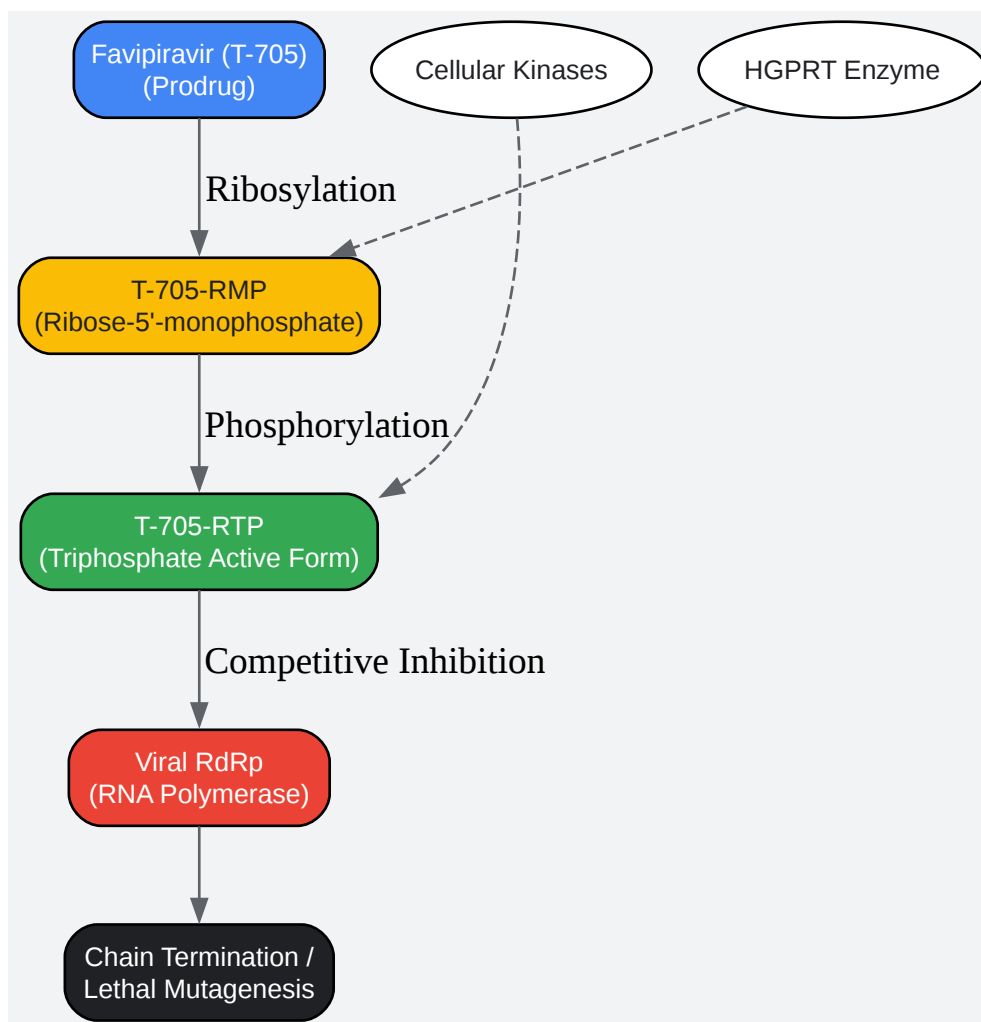 Favipiravir (T-705)
(Prodrug)
Cellular Kinases
HGPRT Enzyme
Ribosylation
T-705-RMP
(Ribose-5'-monophosphate)
Phosphorylation
T-705-RTP
(Triphosphate Active Form)
Competitive Inhibition
Viral RdRp
(RNA Polymerase)
Chain Termination /
Lethal Mutagenesis